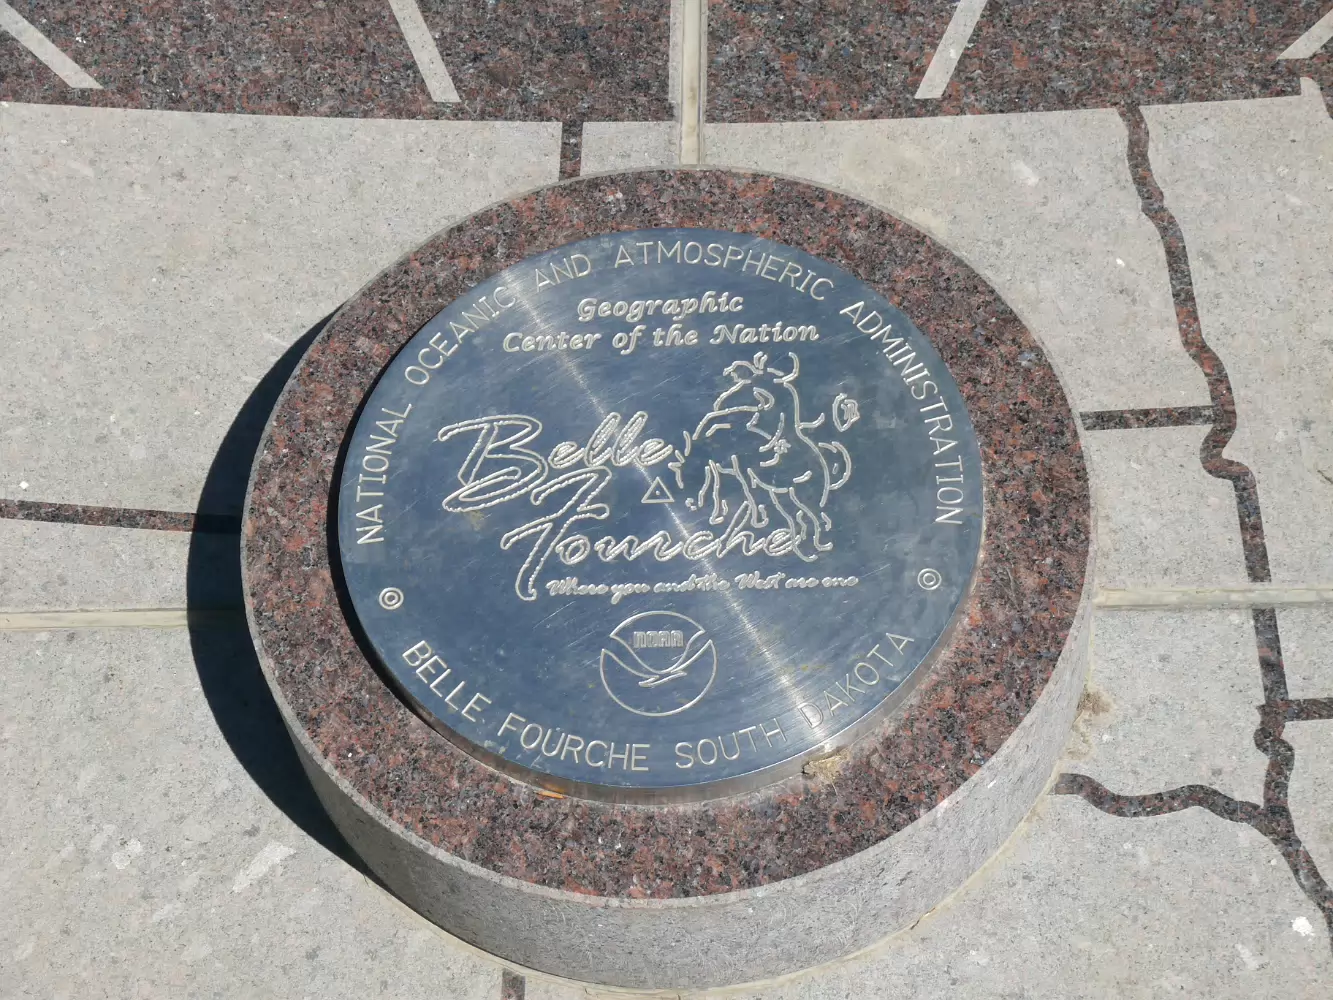 NATIONAL OCEANIC AND ATMOSPHERIC ADMINISTRATION
Geographic
Center of the Nation
Belle
Fourche
Where you and the West are one
NOAA
© ©
BELLE FOURCHE SOUTH DAKOTA